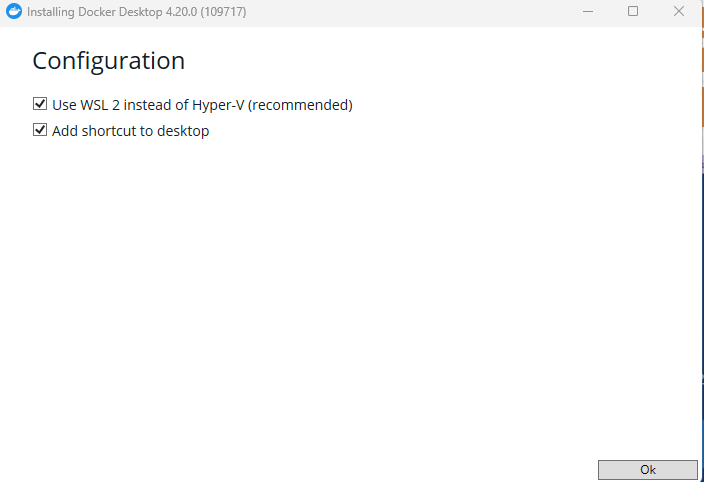 Installing Docker Desktop 4.20.0 (109717)
Configuration
Use WSL 2 instead of Hyper-V (recommended)
Add shortcut to desktop
Ok